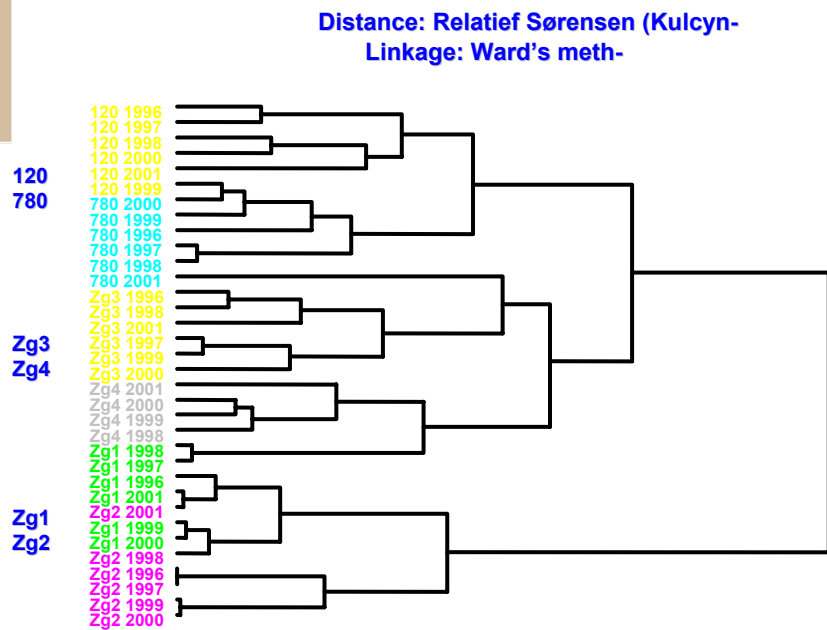 Distance: Relatief Sørensen (Kulcyn-
Linkage: Ward's meth-
120 1996
120 1997
120 1998
120 2000
120 2001
120 1999
780 2000
780 1999
780 1996
780 1997
780 1998
780 2001
Zg3 1996
Zg3 1998
Zg3 2001
Zg3 1997
Zg3 1999
Zg3 2000
Zg4 2001
Zg4 2000
Zg4 1999
Zg4 1998
Zg1 1998
Zg1 1997
Zg1 1996
Zg1 2001
Zg2 2001
Zg1 1999
Zg1 2000
Zg2 1998
Zg2 1996
Zg2 1997
Zg2 1999
Zg2 2000
120
780
Zg3
Zg4
Zg1
Zg2